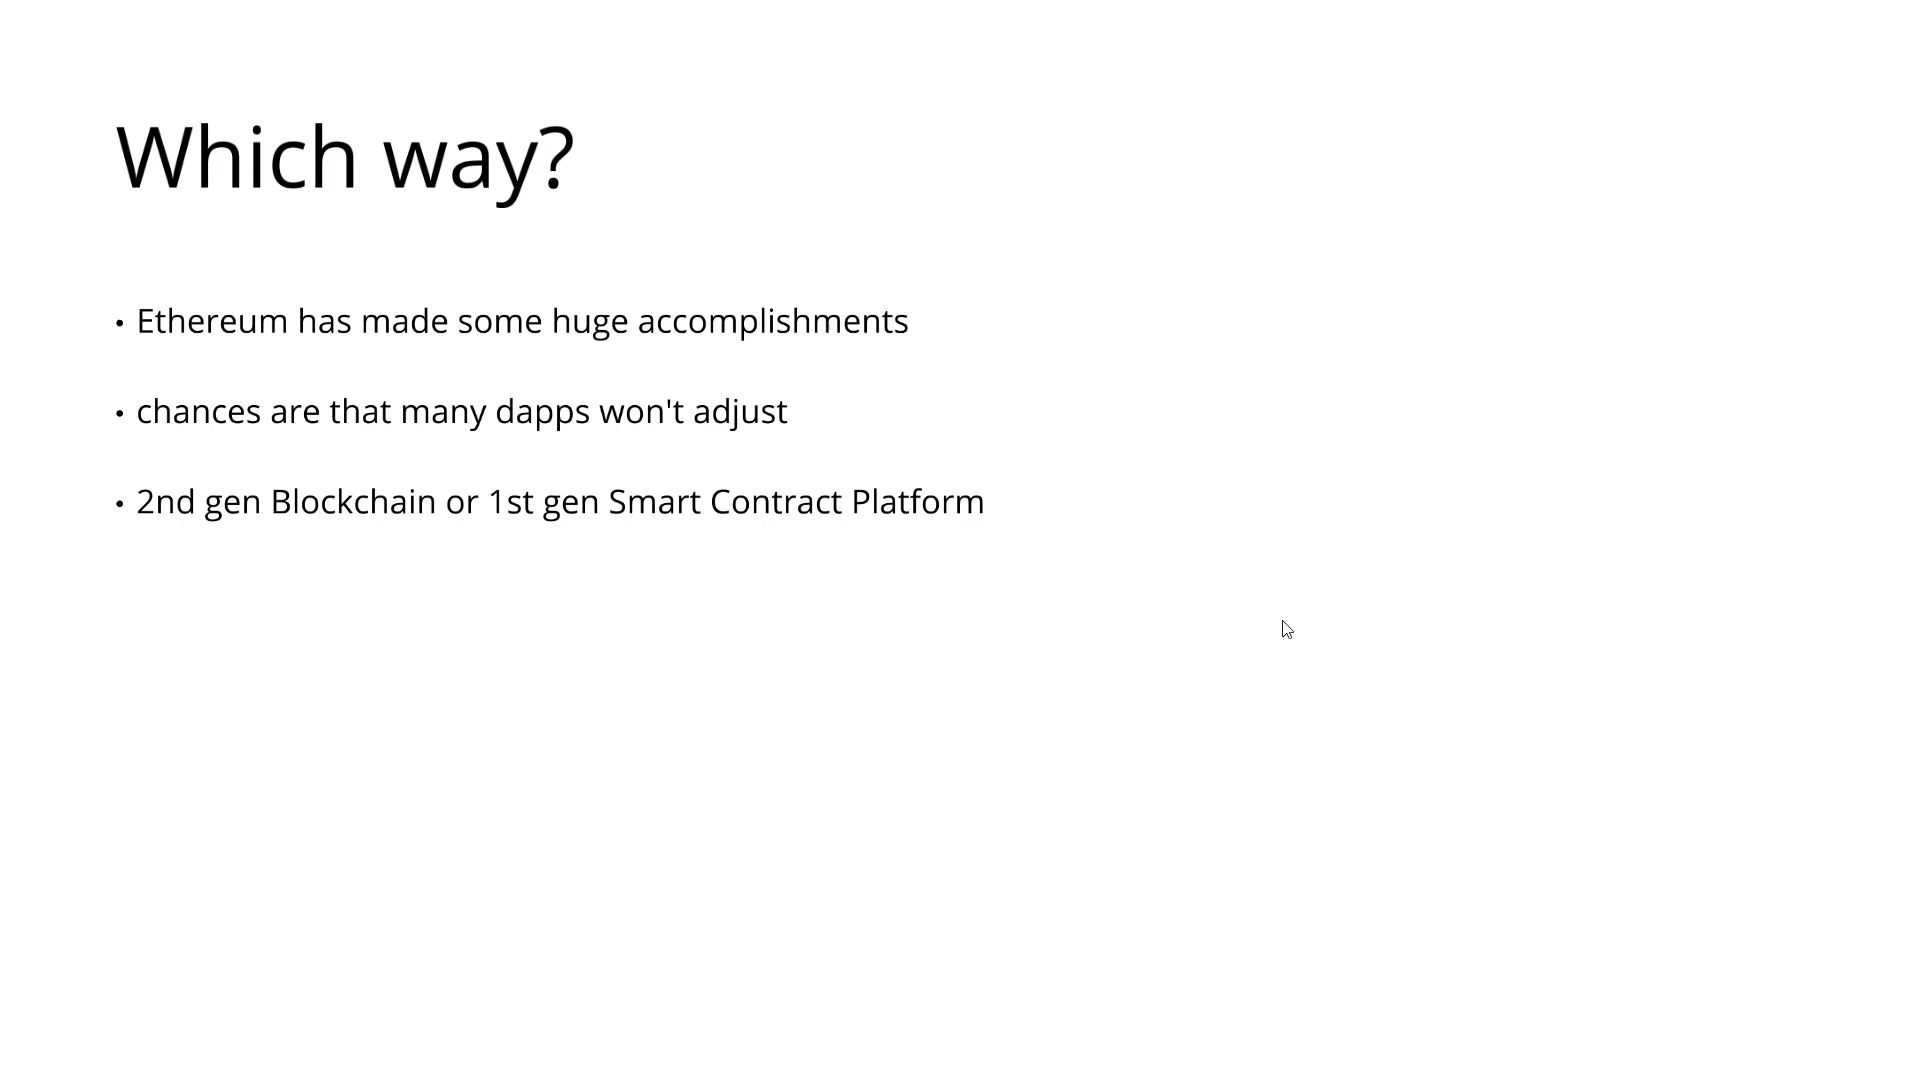 Which way?
• Ethereum has made some huge accomplishments
• chances are that many dapps won't adjust
• 2nd gen Blockchain or 1st gen Smart Contract Platform